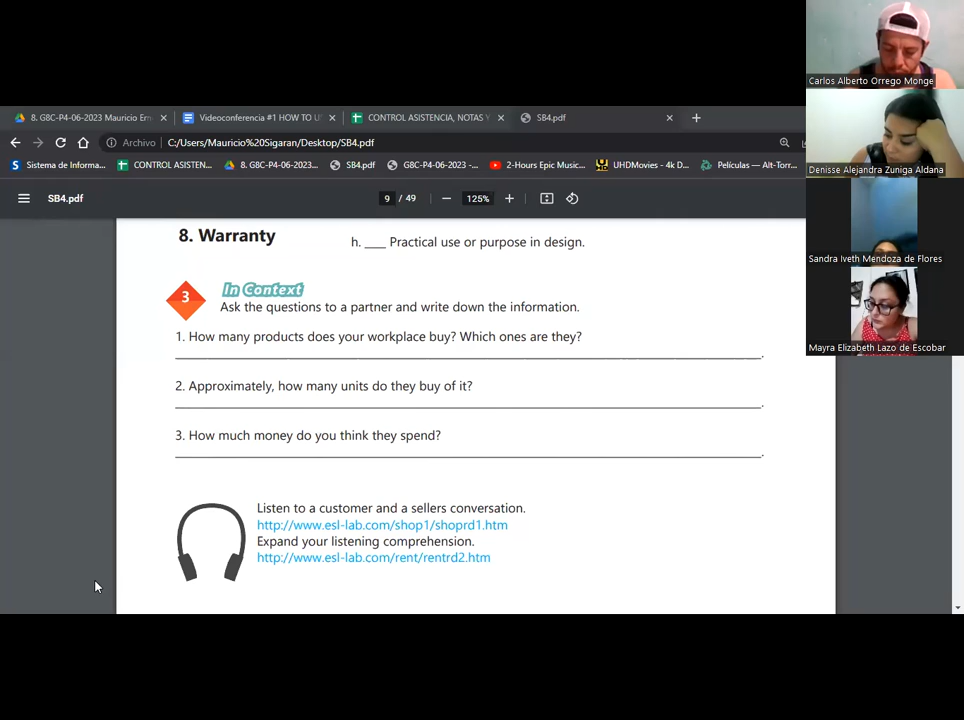 8. G8C-P4-06-2023 Mauricio Ern
Videoconferencia #1 HOW TO U
CONTROL ASISTENCIA, NOTAS Y
SB4.pdf
Archivo
C:/Users/Mauricio%20Sigaran/Desktop/SB4.pdf
Sistema de Informa...
CONTROL ASISTEN...
8. G8C-P4-06-2023...
SB4.pdf
G8C-P4-06-2023 -...
2-Hours Epic Music...
UHDMovies - 4k D...
Películas — Alt-Torr...
SB4.pdf
9 / 49
125%
8. Warranty
h. ____ Practical use or purpose in design.
3
In Context
Ask the questions to a partner and write down the information.
1. How many products does your workplace buy? Which ones are they?
2. Approximately, how many units do they buy of it?
3. How much money do you think they spend?
Listen to a customer and a sellers conversation.
http://www.esl-lab.com/shop1/shoprd1.htm
Expand your listening comprehension.
http://www.esl-lab.com/rent/rentrd2.htm
Carlos Alberto Orrego Monge
Denisse Alejandra Zuniga Aldana
Sandra Iveth Mendoza de Flores
Mayra Elizabeth Lazo de Escobar